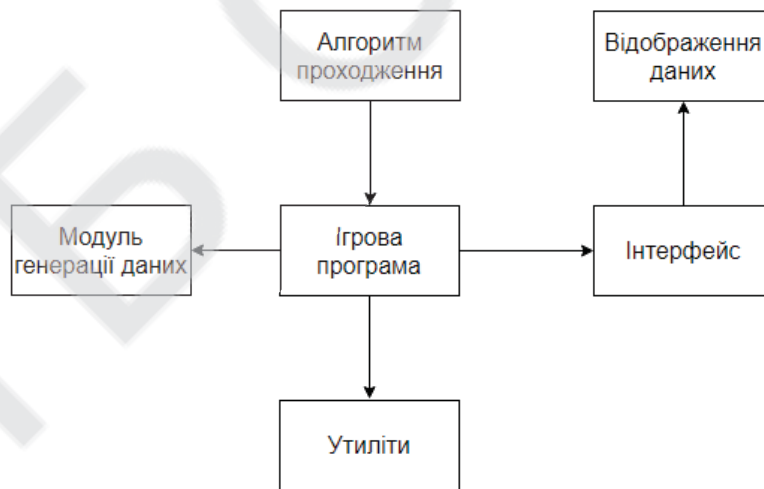 Алгоритм
проходження
Відображення
даних
Модуль
генерації даних
Ігрова
програма
Інтерфейс
Утиліти